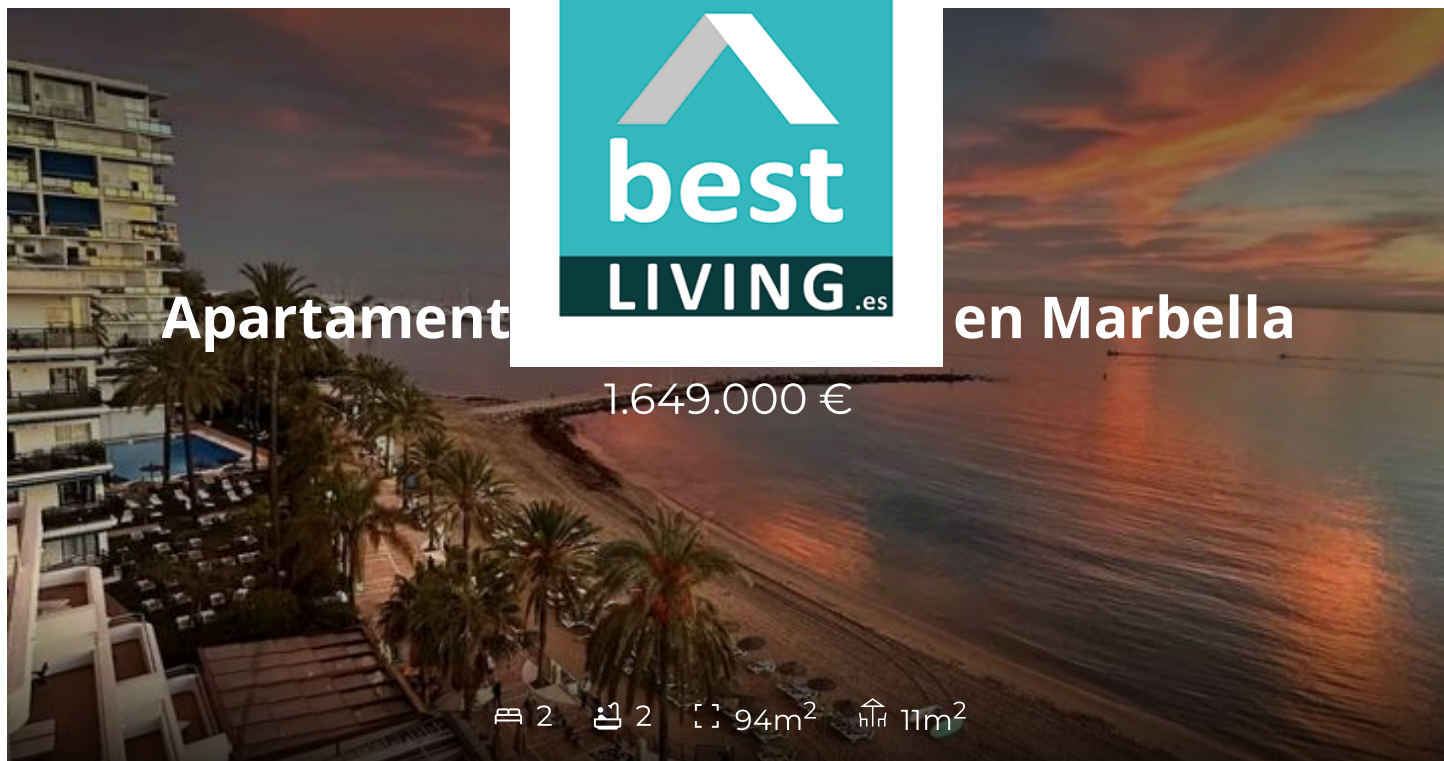 best
LIVING.es
Apartament en Marbella
1.649.000 €
2 2 94m² 11m²